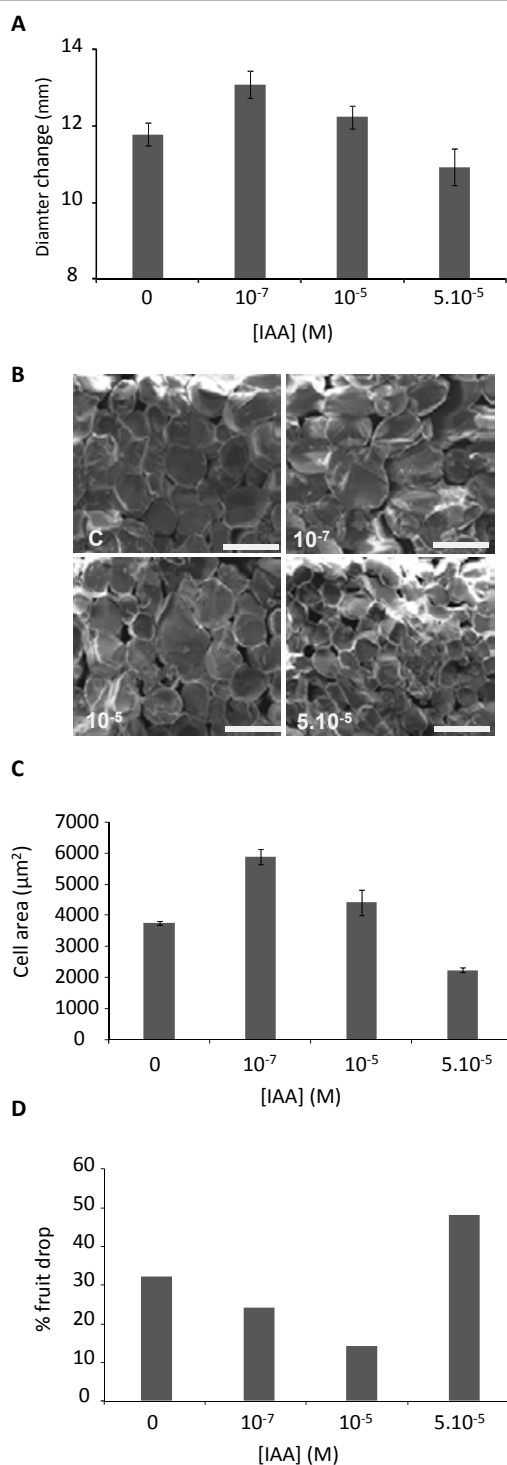 A
Diamter change (mm)
14
12
10
8
0 10⁻⁷ 10⁻⁵ 5.10⁻⁵
[IAA] (M)
B
C 10⁻⁷
10⁻⁵ 5.10⁻⁵
C
Cell area (µm²)
7000
6000
5000
4000
3000
2000
1000
0
0 10⁻⁷ 10⁻⁵ 5.10⁻⁵
[IAA] (M)
D
% fruit drop
60
50
40
30
20
10
0
0 10⁻⁷ 10⁻⁵ 5.10⁻⁵
[IAA] (M)